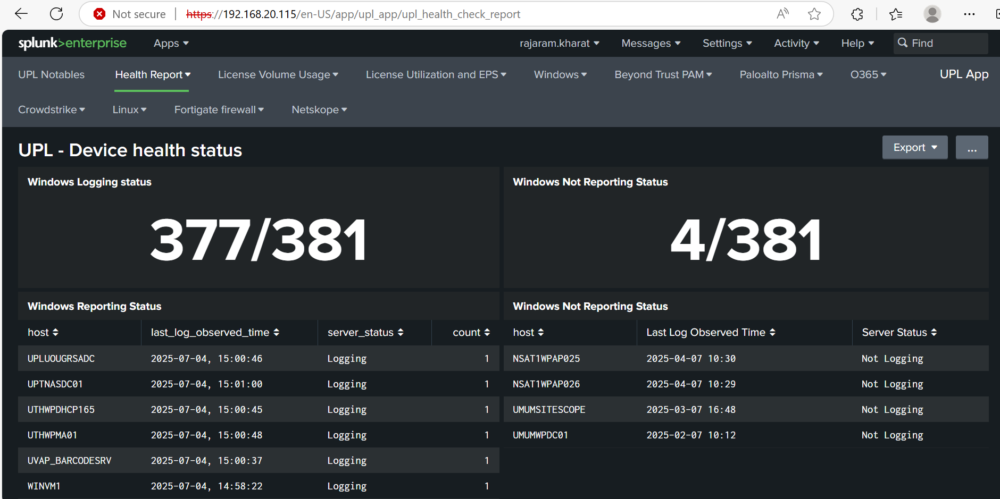 Not secure https://192.168.20.115/en-US/app/upl_app/upl_health_check_report
splunk>enterprise Apps rajaram.kharat Messages Settings Activity Help Find
UPL Notables Health Report License Volume Usage License Utilization and EPS Windows Beyond Trust PAM Paloalto Prisma O365 UPL App
Crowdstrike Linux Fortigate firewall Netskope
UPL - Device health status Export ...
Windows Logging status
377/381
Windows Not Reporting Status
4/381
Windows Reporting Status
host last_log_observed_time server_status count
UPLUOUGRSADC 2025-07-04, 15:00:46 Logging 1
UPTNASDC01 2025-07-04, 15:01:00 Logging 1
UTHWPDHCP165 2025-07-04, 15:00:45 Logging 1
UTHWPMA01 2025-07-04, 15:00:48 Logging 1
UVAP_BARCODESRV 2025-07-04, 15:00:37 Logging 1
WINVM1 2025-07-04, 14:58:22 Logging 1
Windows Not Reporting Status
host Last Log Observed Time Server Status
NSAT1WPAP025 2025-04-07 10:30 Not Logging
NSAT1WPAP026 2025-04-07 10:29 Not Logging
UMUMSITESCOPE 2025-03-07 16:48 Not Logging
UMUMWPDC01 2025-02-07 10:12 Not Logging